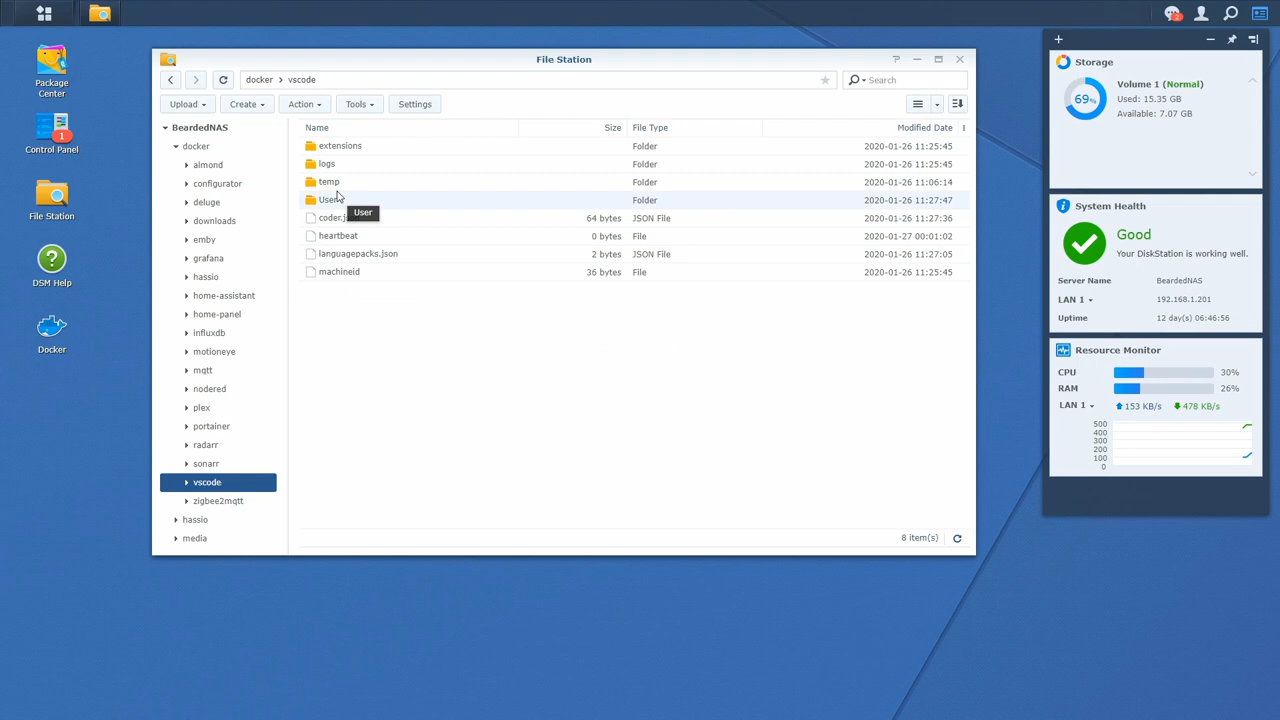 2
Package
Center
1
Control Panel
File Station
DSM Help
Docker
File Station
docker
vscode
Search
Upload
Create
Action
Tools
Settings
BeardedNAS
docker
almond
configurator
deluge
downloads
emby
grafana
hassio
home-assistant
home-panel
influxdb
motioneye
mqtt
nodered
plex
portainer
radarr
sonarr
vscode
zigbee2mqtt
hassio
media
Name Size File Type Modified Date
extensions Folder 2020-01-26 11:25:45
logs Folder 2020-01-26 11:25:45
temp Folder 2020-01-26 11:06:14
User Folder 2020-01-26 11:27:47
User
coder.j 64 bytes JSON File 2020-01-26 11:27:36
heartbeat 0 bytes File 2020-01-27 00:01:02
languagepacks.json 2 bytes JSON File 2020-01-26 11:27:05
machineid 36 bytes File 2020-01-26 11:25:45
8 item(s)
Storage
69%
Volume 1 (Normal)
Used: 15.35 GB
Available: 7.07 GB
System Health
Good
Your DiskStation is working well.
Server Name BeardedNAS
LAN 1 192.168.1.201
Uptime 12 day(s) 06:46:56
Resource Monitor
CPU 30%
RAM 26%
LAN 1 153 KB/s 478 KB/s
500
400
300
200
100
0